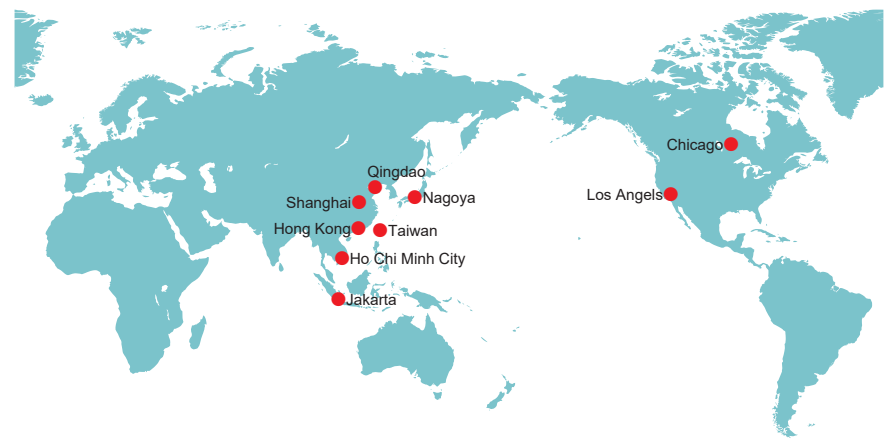 Chicago
Qingdao
Los Angels
Nagoya
Shanghai
Hong Kong
Taiwan
Ho Chi Minh City
Jakarta